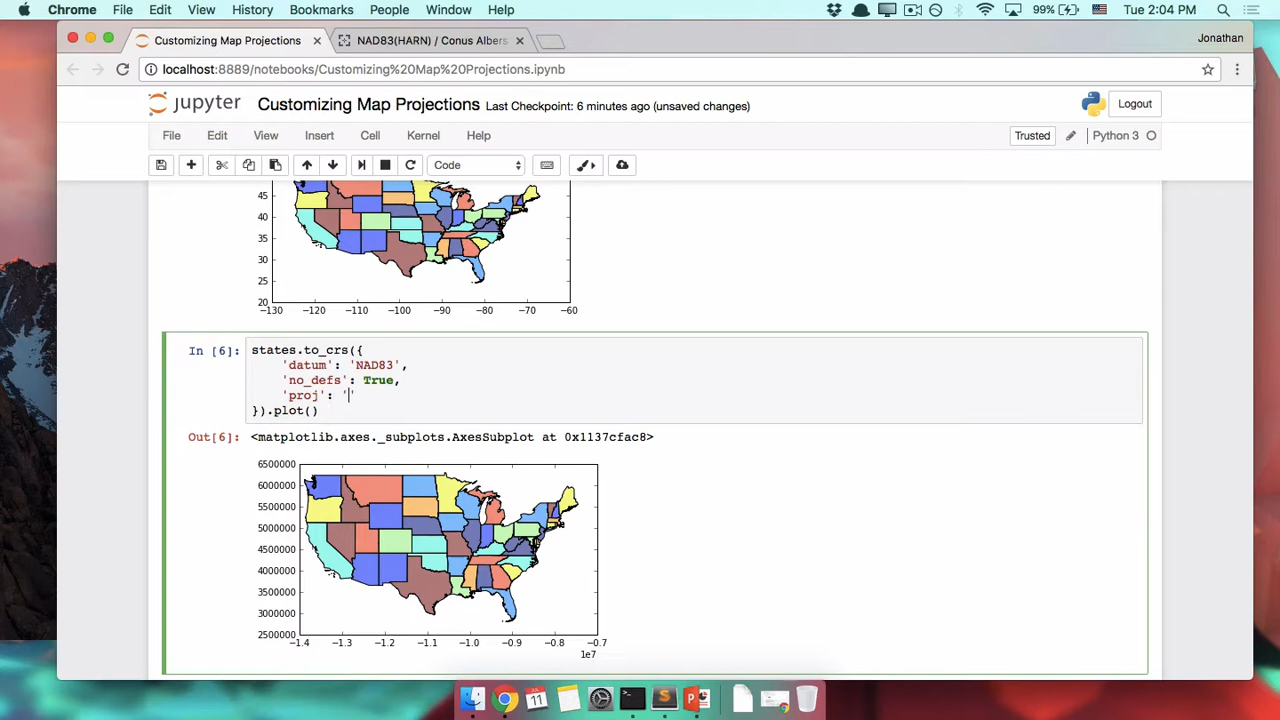 Chrome File Edit View History Bookmarks People Window Help 99% Tue 2:04 PM
Customizing Map Projections NAD83(HARN) / Conus Albers Jonathan
localhost:8889/notebooks/Customizing%20Map%20Projections.ipynb
jupyter Customizing Map Projections Last Checkpoint: 6 minutes ago (unsaved changes) Logout
File Edit View Insert Cell Kernel Help Trusted Python 3
Code
45
40
35
30
25
20
−130 −120 −100 −90 −80 −70 −60
In [6]: states.to_crs({
'datum': 'NAD83',
'no_defs': True,
'proj': ''
}).plot()
Out[6]: <matplotlib.axes._subplots.AxesSubplot at 0x1137cfac8>
6500000
6000000
5500000
5000000
4500000
4000000
3500000
3000000
2500000
−1.4 −1.3 −1.2 −1.1 −1.0 −0.9 −0.8 −0.7
1e7
11